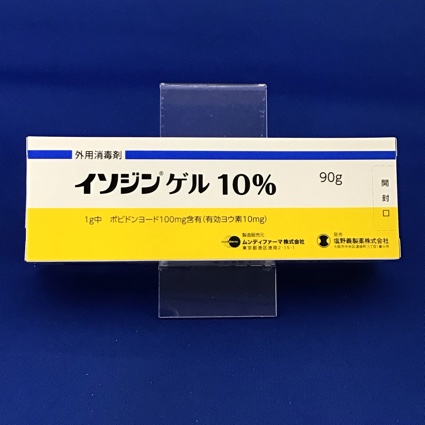 外用消毒剤
イソジン®ゲル 10%
90g
開封口
1g中 ポビドンヨード100mg含有(有効ヨウ素10mg)
製造販売元
ムンディファーマ株式会社
発売
塩野義製薬株式会社